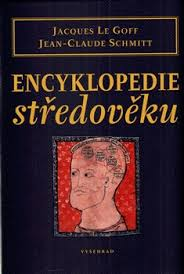 JACQUES LE GOFF
JEAN-CLAUDE SCHMITT
ENCYKLOPEDIE
středověku
VYŠEHRAD